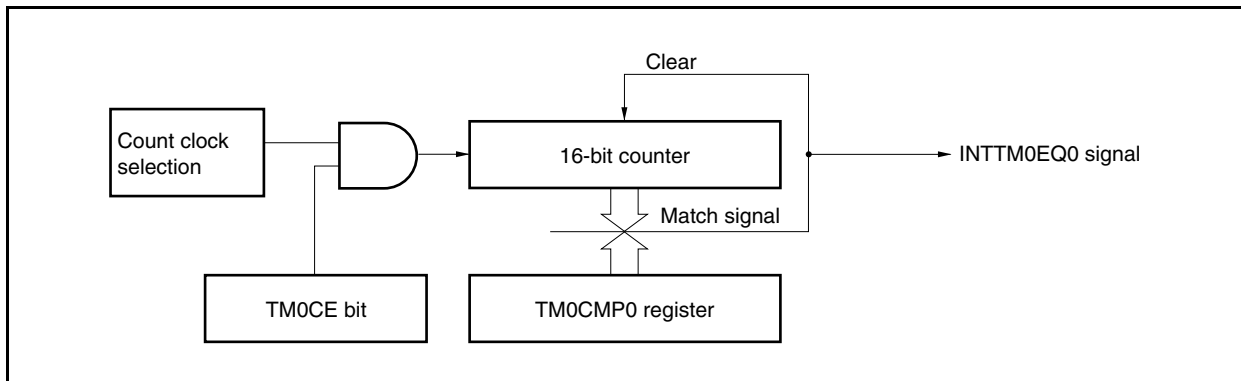 Clear
Count clock
selection
16-bit counter
INTTM0EQ0 signal
Match signal
TM0CE bit
TM0CMP0 register